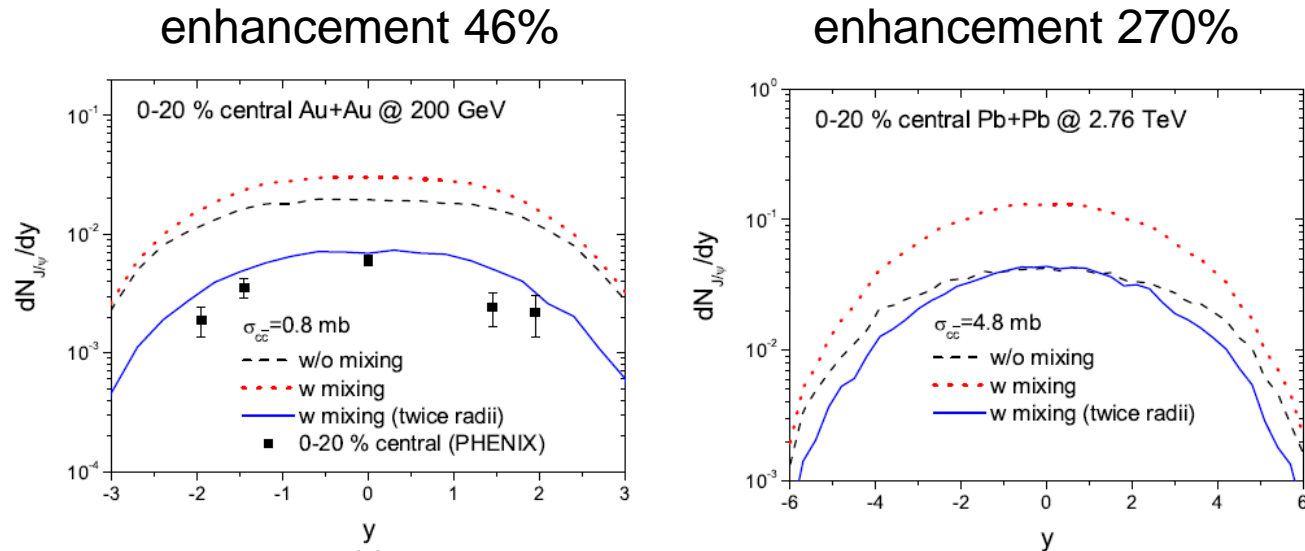 enhancement 46%
enhancement 270%
0-20 % central Au+Au @ 200 GeV
10^-1
10^-2
10^-3
10^-4
dN_J/ψ/dy
σ_cc̄=0.8 mb
w/o mixing
w mixing
w mixing (twice radii)
0-20 % central (PHENIX)
-3 -2 -1 0 1 2 3
y
0-20 % central Pb+Pb @ 2.76 TeV
10^0
10^-1
10^-2
10^-3
dN_J/ψ/dy
σ_cc̄=4.8 mb
w/o mixing
w mixing
w mixing (twice radii)
-6 -4 -2 0 2 4 6
y